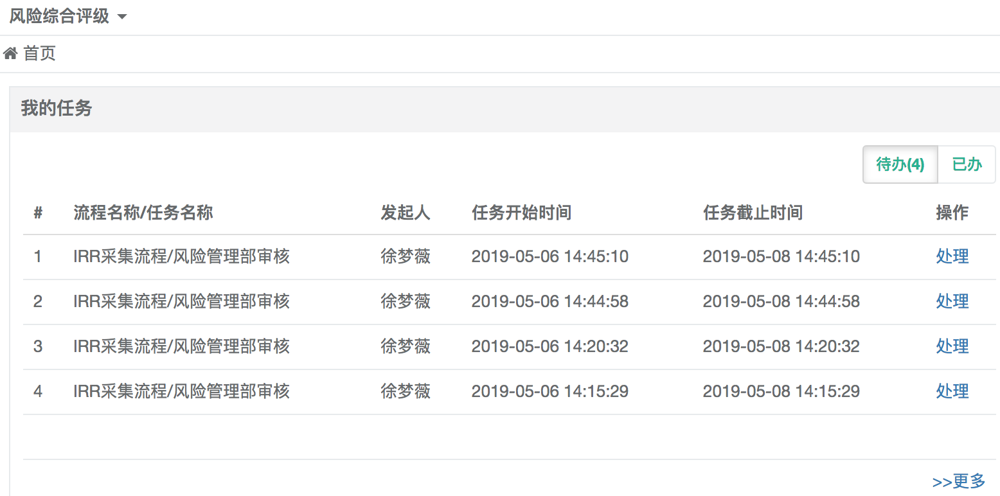 风险综合评级
首页
我的任务
待办(4) 已办
# 流程名称/任务名称 发起人 任务开始时间 任务截止时间 操作
1 IRR采集流程/风险管理部审核 徐梦薇 2019-05-06 14:45:10 2019-05-08 14:45:10 处理
2 IRR采集流程/风险管理部审核 徐梦薇 2019-05-06 14:44:58 2019-05-08 14:44:58 处理
3 IRR采集流程/风险管理部审核 徐梦薇 2019-05-06 14:20:32 2019-05-08 14:20:32 处理
4 IRR采集流程/风险管理部审核 徐梦薇 2019-05-06 14:15:29 2019-05-08 14:15:29 处理
>>更多